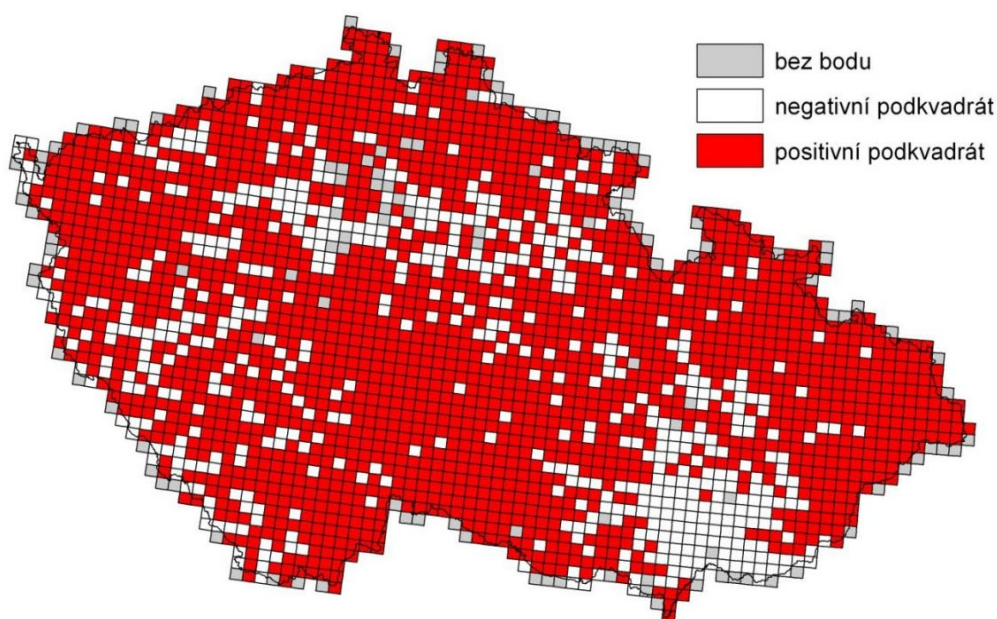 bez bodu
negativní podkvadrát
positivní podkvadrát